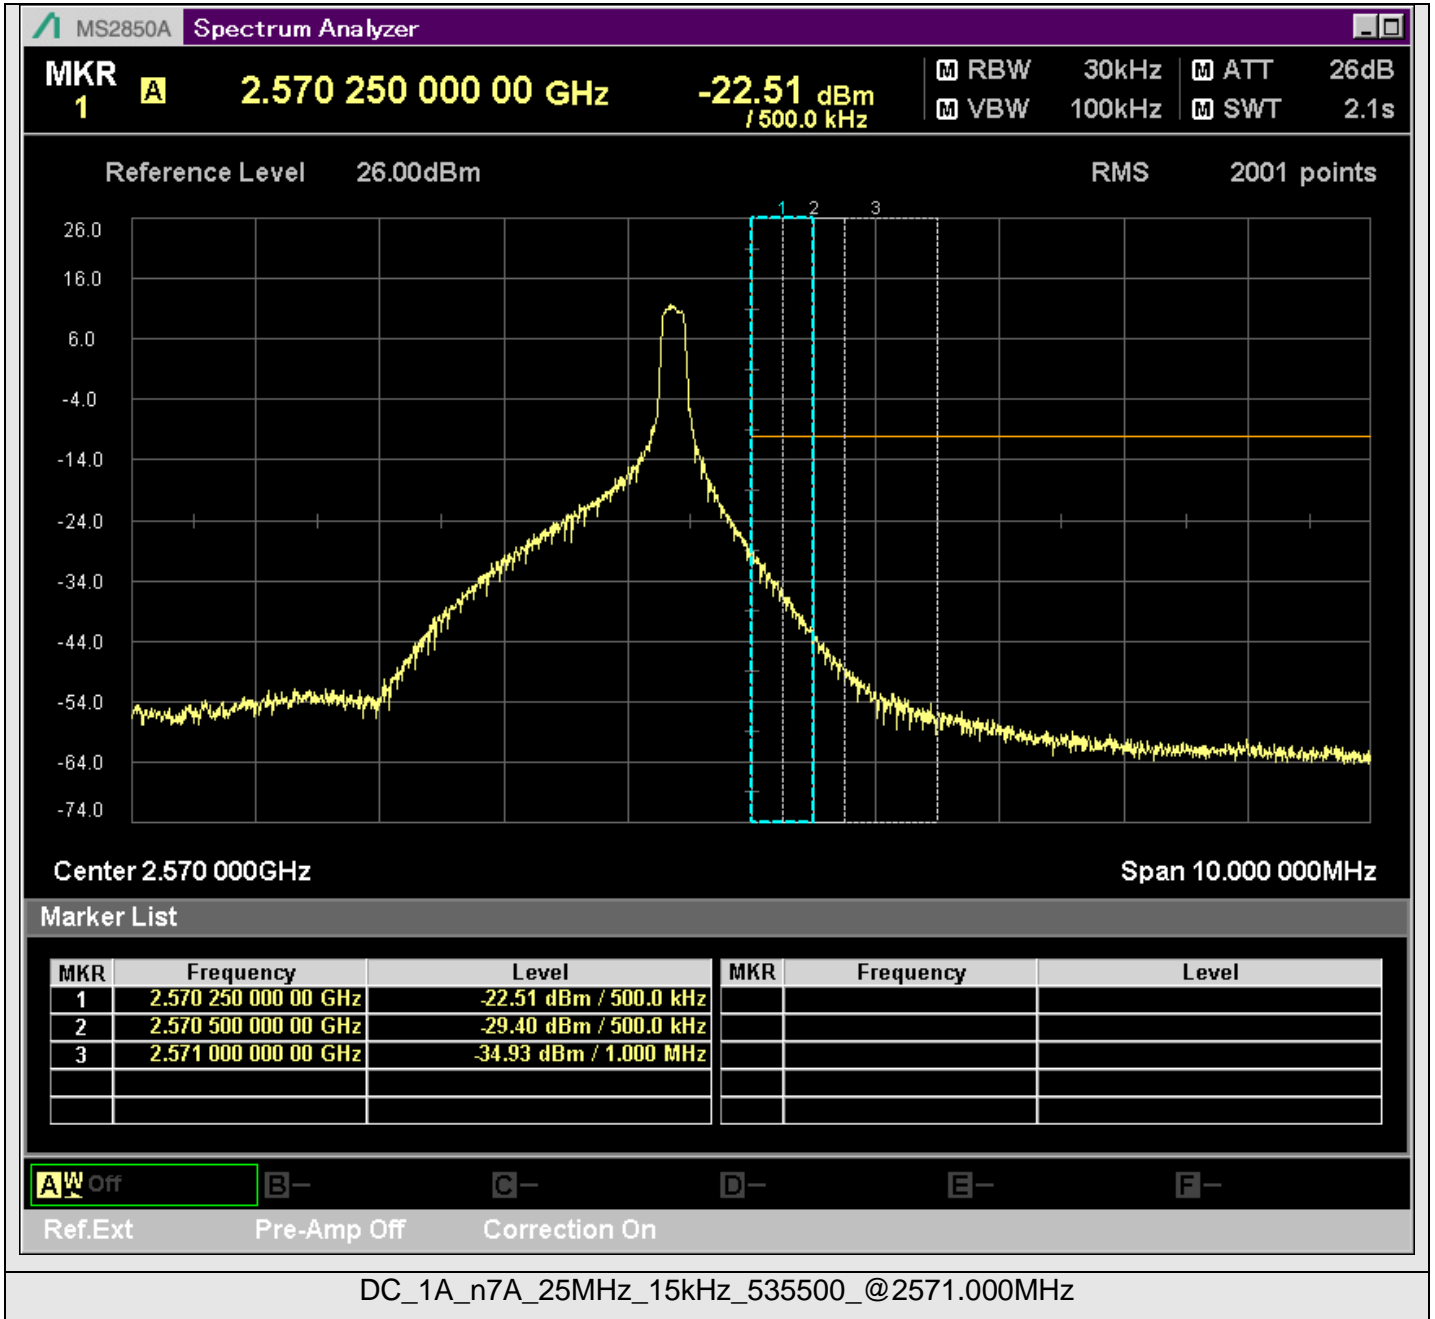 MS2850A Spectrum Analyzer
MKR 1 A 2.570 250 000 00 GHz -22.51 dBm / 500.0 kHz
M RBW 30kHz M ATT 26dB
M VBW 100kHz M SWT 2.1s
Reference Level 26.00dBm RMS 2001 points
1 2 3
26.0
16.0
6.0
-4.0
-14.0
-24.0
-34.0
-44.0
-54.0
-64.0
-74.0
Center 2.570 000GHz Span 10.000 000MHz
Marker List
MKR Frequency Level MKR Frequency Level
1 2.570 250 000 00 GHz -22.51 dBm / 500.0 kHz
2 2.570 500 000 00 GHz -29.40 dBm / 500.0 kHz
3 2.571 000 000 00 GHz -34.93 dBm / 1.000 MHz
A W Off B — C — D — E — F —
Ref.Ext Pre-Amp Off Correction On
DC_1A_n7A_25MHz_15kHz_535500_@2571.000MHz